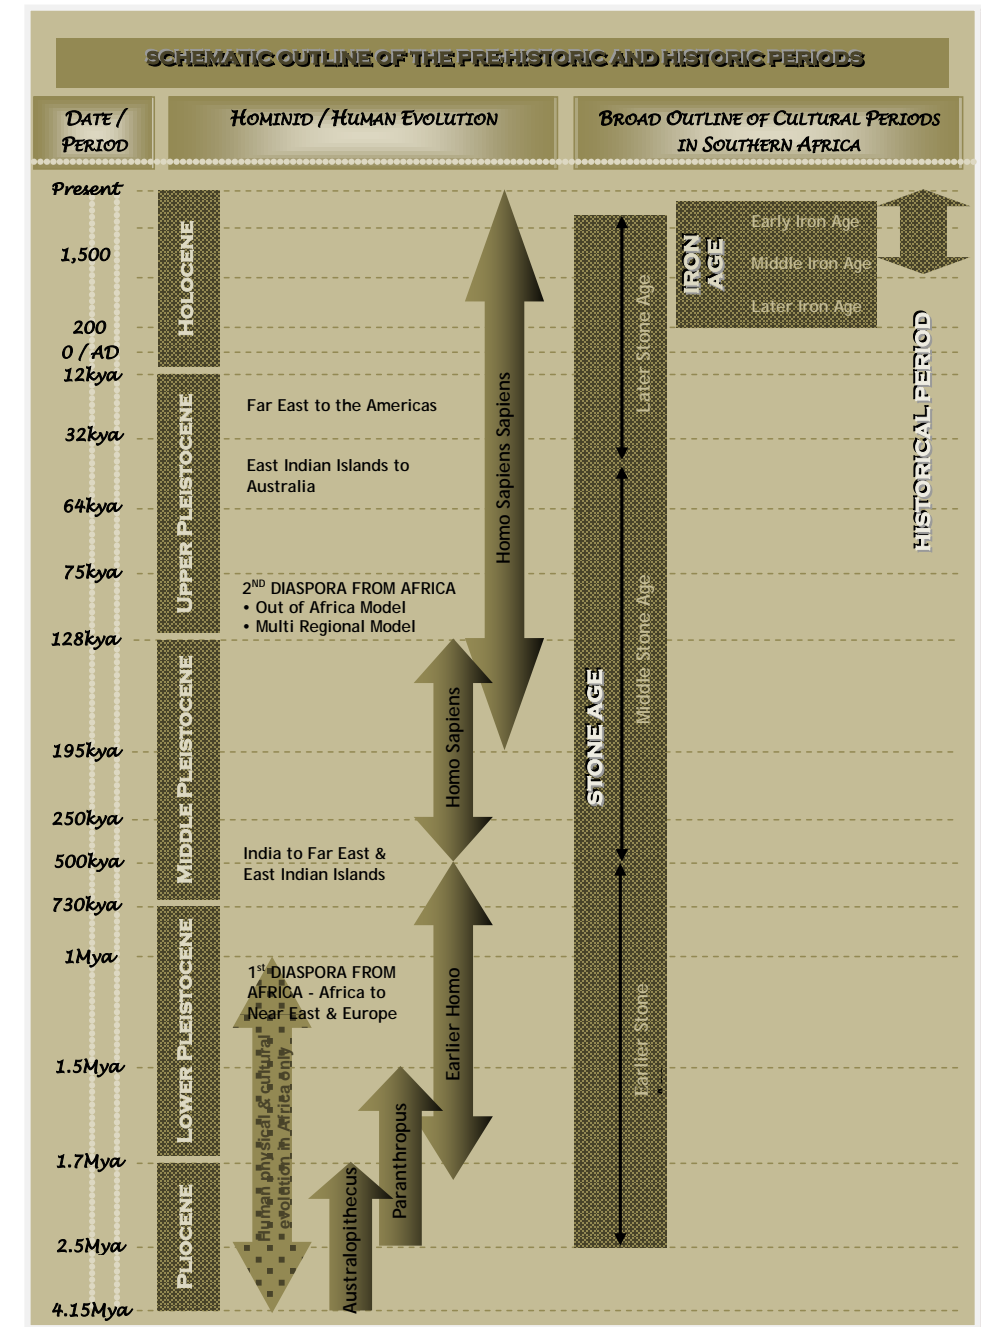 SCHEMATIC OUTLINE OF THE PREHISTORIC AND HISTORIC PERIODS
DATE /
PERIOD
HOMINID / HUMAN EVOLUTION
BROAD OUTLINE OF CULTURAL PERIODS
IN SOUTHERN AFRICA
Present
1,500
200
0 / AD
12kya
32kya
64kya
75kya
128kya
195kya
250kya
500kya
730kya
1Mya
1.5Mya
1.7Mya
2.5Mya
4.15Mya
HOLOCENE
UPPER PLEISTOCENE
MIDDLE PLEISTOCENE
LOWER PLEISTOCENE
PLIOCENE
Far East to the Americas
East Indian Islands to
Australia
2ND DIASPORA FROM AFRICA
• Out of Africa Model
• Multi Regional Model
India to Far East &
East Indian Islands
1st DIASPORA FROM
AFRICA - Africa to
Near East & Europe
Human physical & cultural
evolution in Africa only
Australopithecus
Paranthropus
Earlier Homo
Homo Sapiens
Homo Sapiens Sapiens
STONE AGE
Later Stone Age
Middle Stone Age
Earlier Stone
IRON
AGE
Early Iron Age
Middle Iron Age
Later Iron Age
HISTORICAL PERIOD